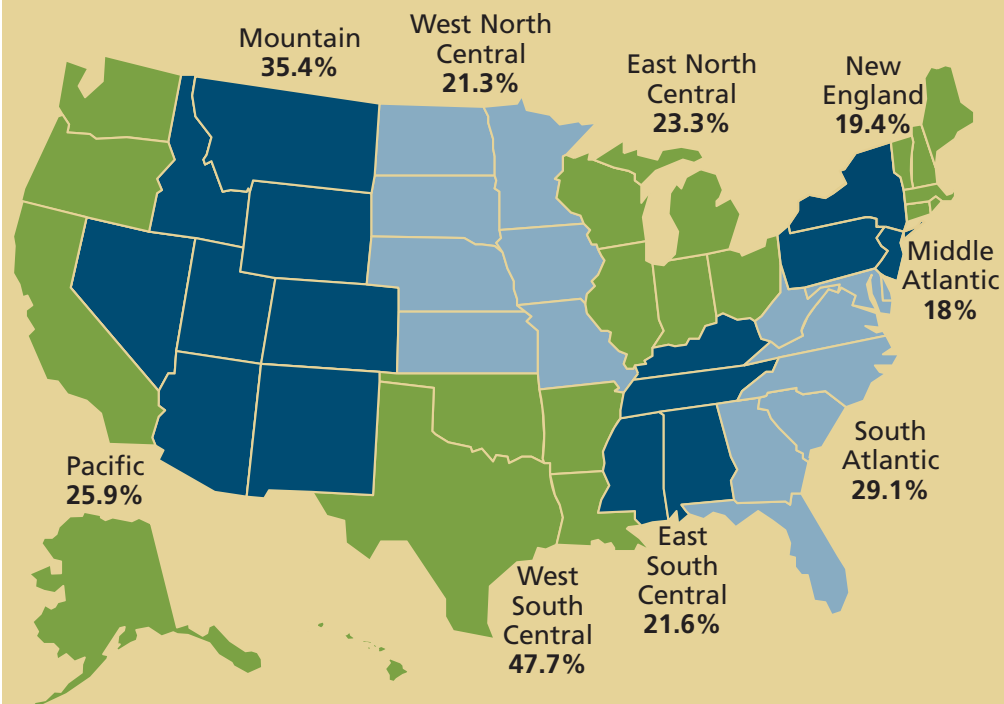 Mountain
35.4%
West North
Central
21.3%
East North
Central
23.3%
New
England
19.4%
Middle
Atlantic
18%
South
Atlantic
29.1%
East
South
Central
21.6%
West
South
Central
47.7%
Pacific
25.9%